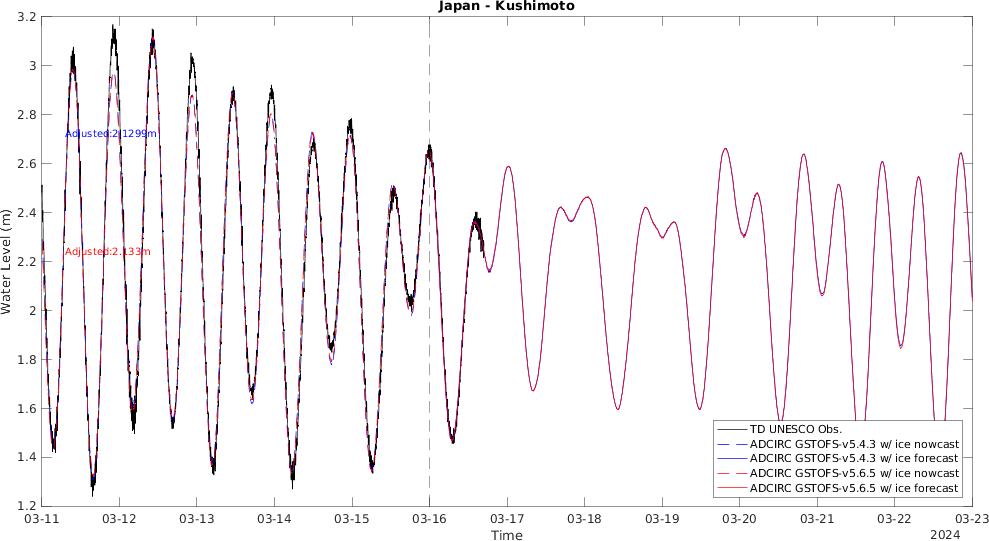 Japan - Kushimoto
3.2
3
2.8
2.6
2.4
2.2
2
1.8
1.6
1.4
1.2
Water Level (m)
Adjusted:2.1299m
Adjusted:2.133m
TD UNESCO Obs.
ADCIRC GSTOFS-v5.4.3 w/ ice nowcast
ADCIRC GSTOFS-v5.4.3 w/ ice forecast
ADCIRC GSTOFS-v5.6.5 w/ ice nowcast
ADCIRC GSTOFS-v5.6.5 w/ ice forecast
03-11 03-12 03-13 03-14 03-15 03-16 03-17 03-18 03-19 03-20 03-21 03-22 03-23
Time
2024